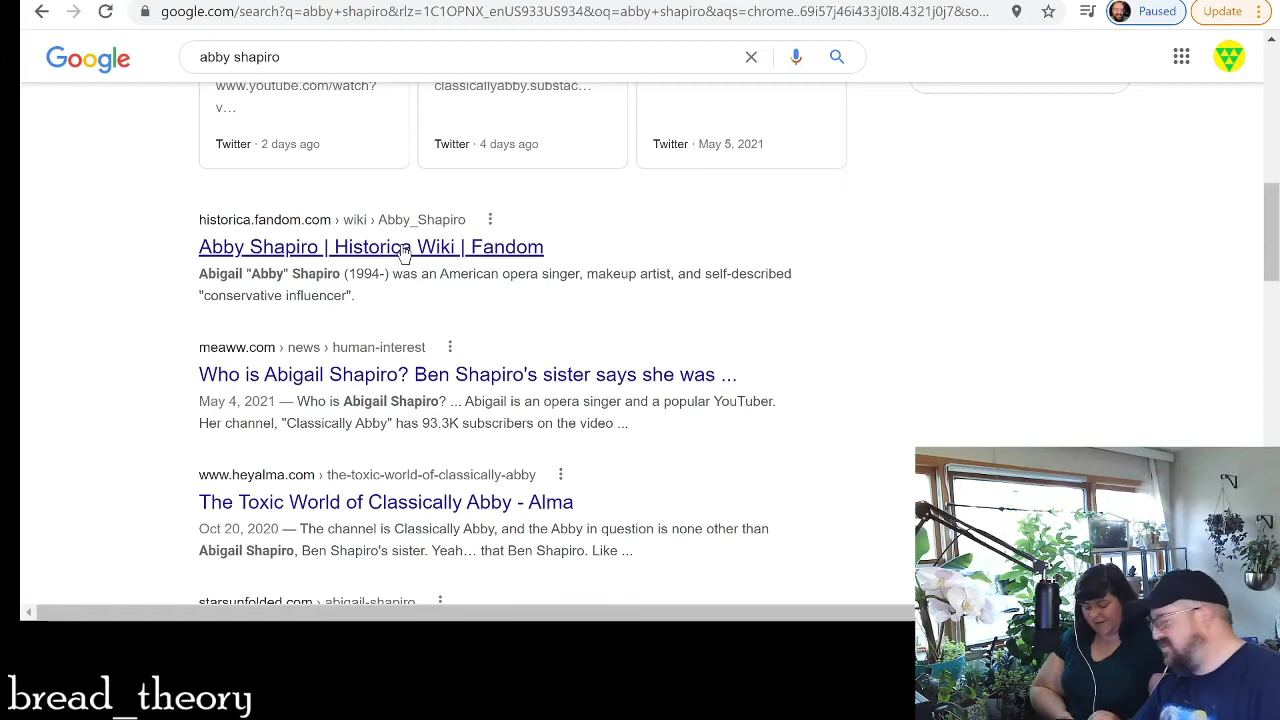 google.com/search?q=abby+shapiro&rlz=1C1OPNX_enUS933US934&oq=abby+shapiro&aqs=chrome..69i57j46i433j0l8.4321j0j7&so...
Paused
Update
Google
abby shapiro
www.youtube.com/watch?
v…
classicallyabby.substac…
Twitter · 2 days ago
Twitter · 4 days ago
Twitter · May 5, 2021
historica.fandom.com › wiki › Abby_Shapiro
Abby Shapiro | Historica Wiki | Fandom
Abigail "Abby" Shapiro (1994-) was an American opera singer, makeup artist, and self-described
"conservative influencer".
meaww.com › news › human-interest
Who is Abigail Shapiro? Ben Shapiro's sister says she was ...
May 4, 2021 — Who is Abigail Shapiro? ... Abigail is an opera singer and a popular YouTuber.
Her channel, "Classically Abby" has 93.3K subscribers on the video ...
www.heyalma.com › the-toxic-world-of-classically-abby
The Toxic World of Classically Abby - Alma
Oct 20, 2020 — The channel is Classically Abby, and the Abby in question is none other than
Abigail Shapiro, Ben Shapiro's sister. Yeah… that Ben Shapiro. Like ...
starsunfolded.com › abigail-shapiro
bread_theory